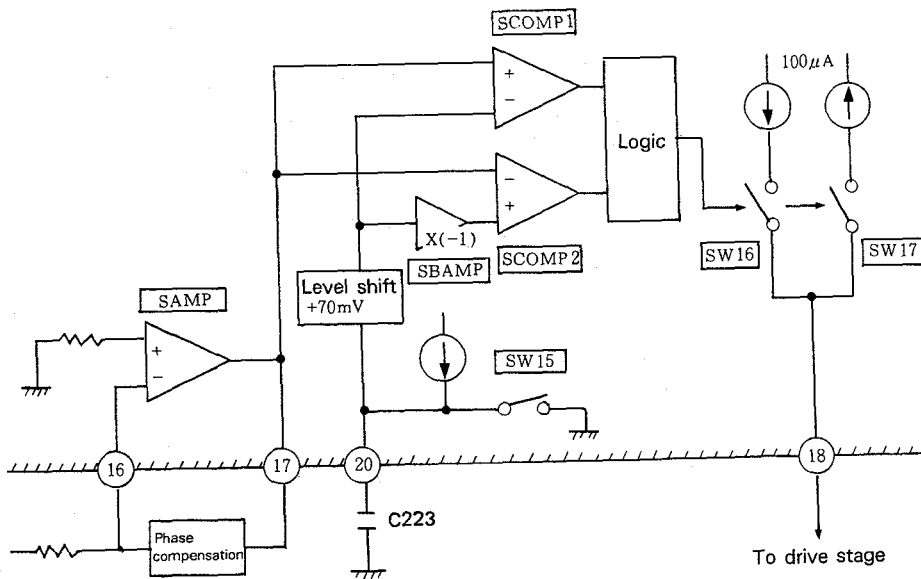 SCOMP1
100μA
+
−
Logic
−
+
X(-1)
SBAMP
SCOMP2
SW16
SW17
SAMP
Level shift
+70mV
+
−
SW15
16
17
20
18
C223
Phase
compensation
To drive stage